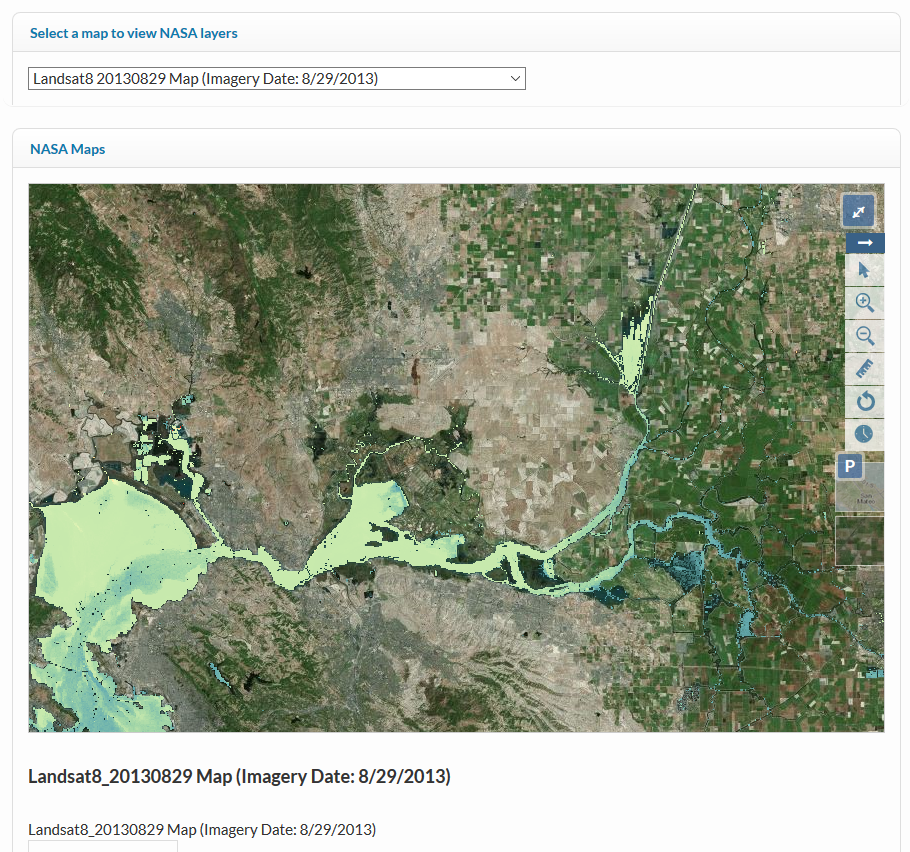 Select a map to view NASA layers
Landsat8 20130829 Map (Imagery Date: 8/29/2013)
NASA Maps
P
Landsat8_20130829 Map (Imagery Date: 8/29/2013)
Landsat8_20130829 Map (Imagery Date: 8/29/2013)